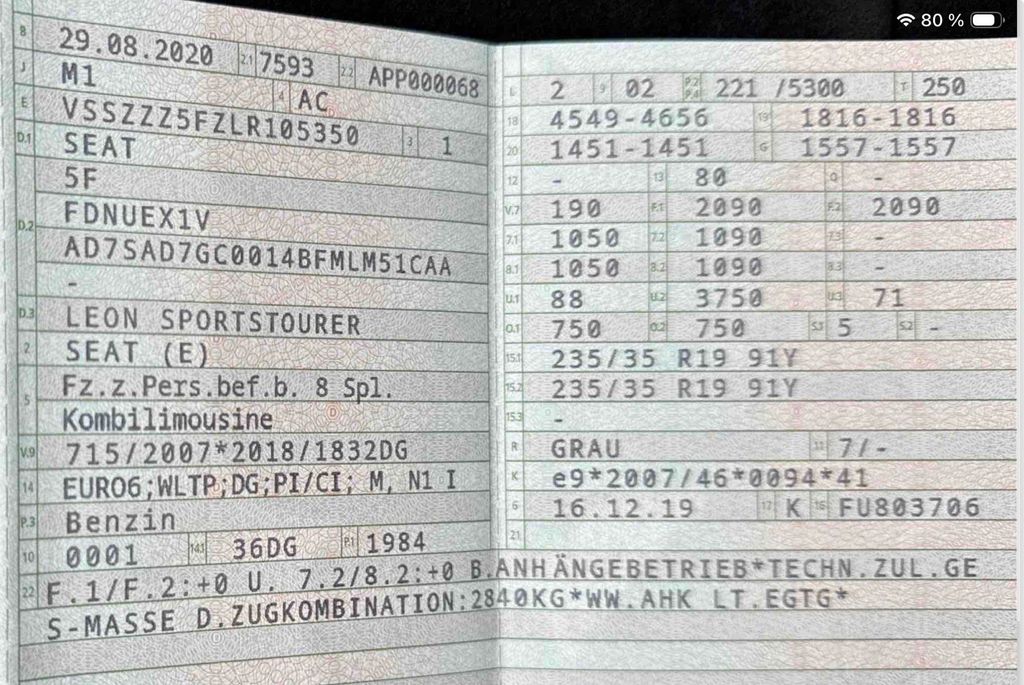 80 %
B 29.08.2020 2.1 7593 2.2 APP000068
J M1 4 AC
E VSSZZZ5FZLR105350 3 1
D.1 SEAT
5F
D.2 FDNUEX1V
AD7SAD7GC0014BFMLM51CAA
-
D.3 LEON SPORTSTOURER
2 SEAT (E)
5 Fz.z.Pers.bef.b. 8 Spl.
Kombilimousine
V.9 715/2007*2018/1832DG
14 EURO6;WLTP;DG;PI/CI; M, N1 I
P.3 Benzin
10 0001 14.1 36DG P.1 1984
L 2 9 02 P.2 P.4 221 /5300 T 250
18 4549-4656 19 1816-1816
20 1451-1451 G 1557-1557
12 - 13 80 Q -
V.7 190 F.1 2090 F.2 2090
7.1 1050 7.2 1090 7.3 -
8.1 1050 8.2 1090 8.3 -
U.1 88 U.2 3750 U.3 71
O.1 750 O.2 750 S.1 5 S.2 -
15.1 235/35 R19 91Y
15.2 235/35 R19 91Y
15.3 -
R GRAU 11 7/-
K e9*2007/46*0094*41
6 16.12.19 17 K 16 FU803706
21
22 F.1/F.2:+0 U. 7.2/8.2:+0 B.ANHÄNGEBETRIEB*TECHN.ZUL.GE
S-MASSE D.ZUGKOMBINATION:2840KG*WW.AHK LT.EGTG*